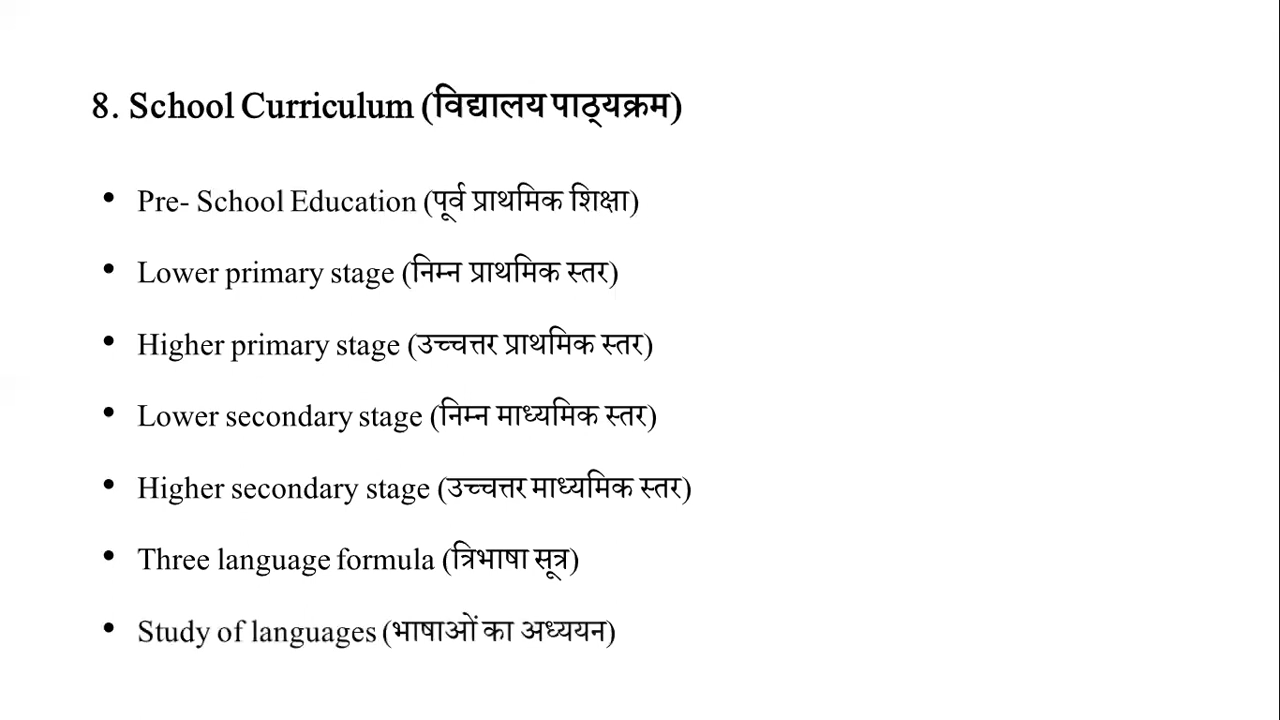 8. School Curriculum (विद्यालय पाठ्यक्रम)
• Pre- School Education (पूर्व प्राथमिक शिक्षा)
• Lower primary stage (निम्न प्राथमिक स्तर)
• Higher primary stage (उच्चत्तर प्राथमिक स्तर)
• Lower secondary stage (निम्न माध्यमिक स्तर)
• Higher secondary stage (उच्चत्तर माध्यमिक स्तर)
• Three language formula (त्रिभाषा सूत्र)
• Study of languages (भाषाओं का अध्ययन)